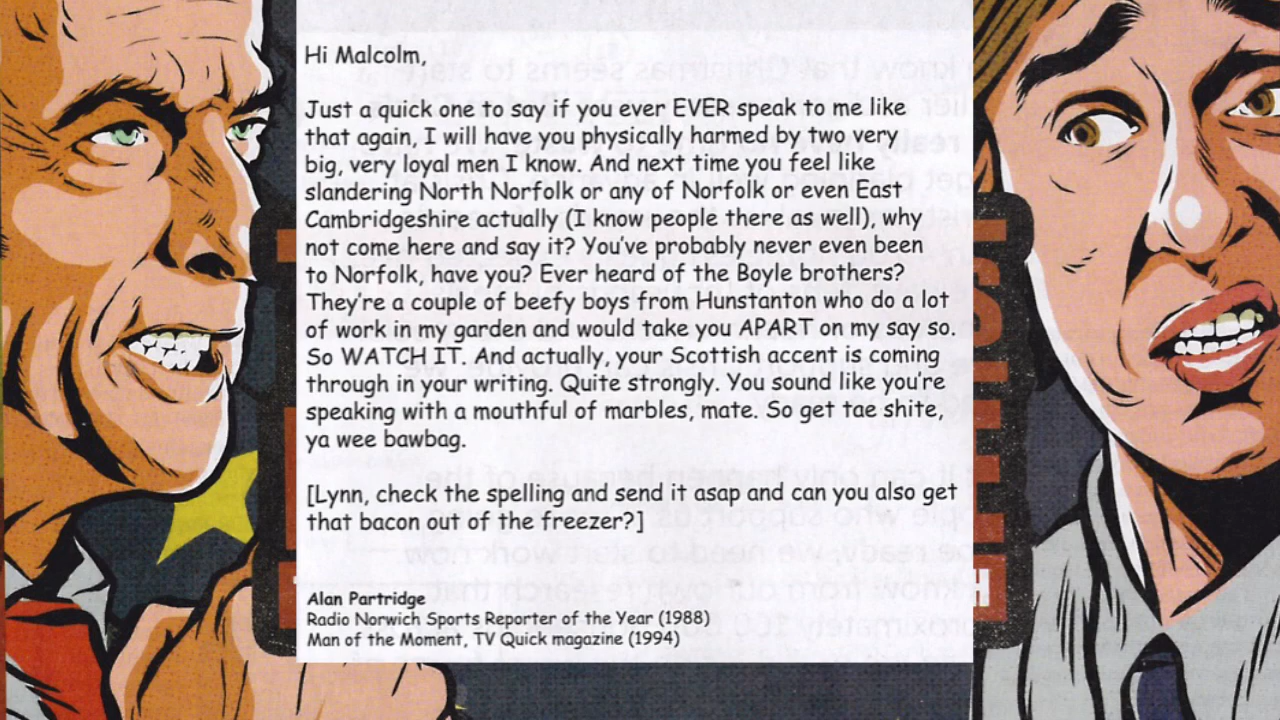 Hi Malcolm,
Just a quick one to say if you ever EVER speak to me like
that again, I will have you physically harmed by two very
big, very loyal men I know. And next time you feel like
slandering North Norfolk or any of Norfolk or even East
Cambridgeshire actually (I know people there as well), why
not come here and say it? You've probably never even been
to Norfolk, have you? Ever heard of the Boyle brothers?
They're a couple of beefy boys from Hunstanton who do a lot
of work in my garden and would take you APART on my say so.
So WATCH IT. And actually, your Scottish accent is coming
through in your writing. Quite strongly. You sound like you're
speaking with a mouthful of marbles, mate. So get tae shite,
ya wee bawbag.
[Lynn, check the spelling and send it asap and can you also get
that bacon out of the freezer?]
Alan Partridge
Radio Norwich Sports Reporter of the Year (1988)
Man of the Moment, TV Quick magazine (1994)